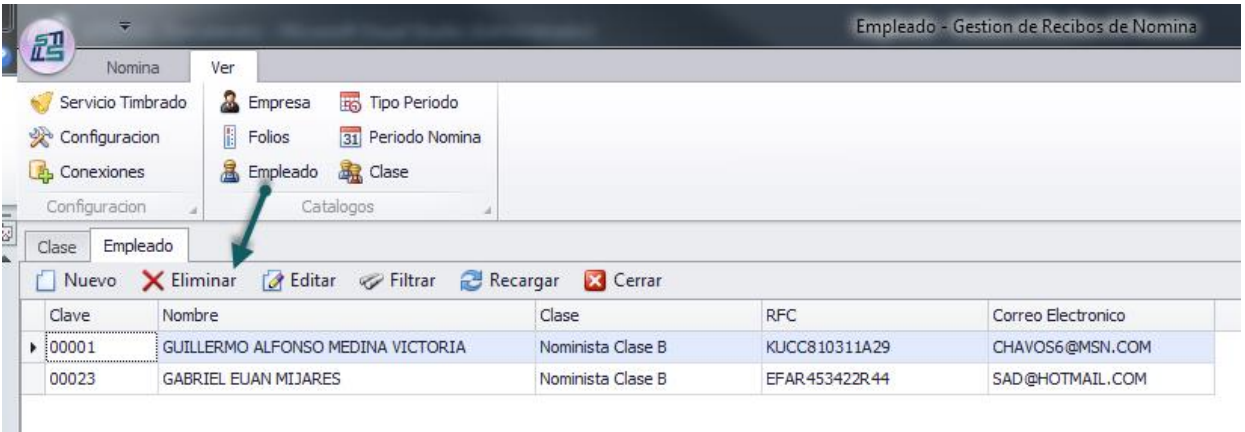 Empleado - Gestion de Recibos de Nomina
Nomina Ver
Servicio Timbrado Empresa Tipo Periodo
Configuracion Folios 31 Periodo Nomina
Conexiones Empleado Clase
Configuracion Catalogos
Clase Empleado
Nuevo Eliminar Editar Filtrar Recargar Cerrar
Clave Nombre Clase RFC Correo Electronico
00001 GUILLERMO ALFONSO MEDINA VICTORIA Nominista Clase B KUCC810311A29 CHAVOS6@MSN.COM
00023 GABRIEL EUAN MIJARES Nominista Clase B EFAR453422R44 SAD@HOTMAIL.COM